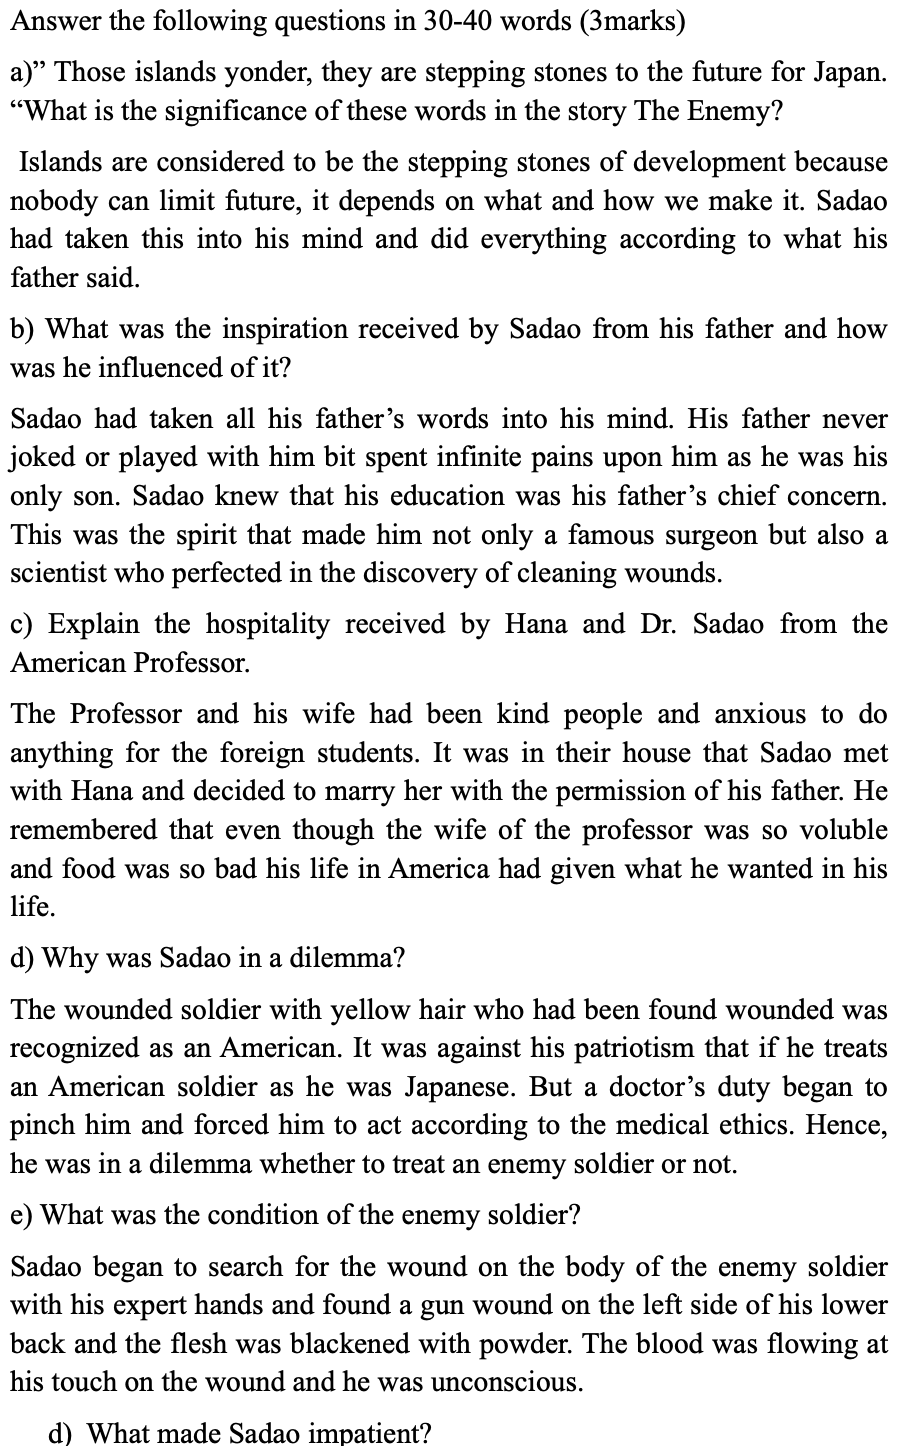 Answer the following questions in 30-40 words (3marks)
a)” Those islands yonder, they are stepping stones to the future for Japan.
“What is the significance of these words in the story The Enemy?
Islands are considered to be the stepping stones of development because
nobody can limit future, it depends on what and how we make it. Sadao
had taken this into his mind and did everything according to what his
father said.
b) What was the inspiration received by Sadao from his father and how
was he influenced of it?
Sadao had taken all his father’s words into his mind. His father never
joked or played with him bit spent infinite pains upon him as he was his
only son. Sadao knew that his education was his father’s chief concern.
This was the spirit that made him not only a famous surgeon but also a
scientist who perfected in the discovery of cleaning wounds.
c) Explain the hospitality received by Hana and Dr. Sadao from the
American Professor.
The Professor and his wife had been kind people and anxious to do
anything for the foreign students. It was in their house that Sadao met
with Hana and decided to marry her with the permission of his father. He
remembered that even though the wife of the professor was so voluble
and food was so bad his life in America had given what he wanted in his
life.
d) Why was Sadao in a dilemma?
The wounded soldier with yellow hair who had been found wounded was
recognized as an American. It was against his patriotism that if he treats
an American soldier as he was Japanese. But a doctor’s duty began to
pinch him and forced him to act according to the medical ethics. Hence,
he was in a dilemma whether to treat an enemy soldier or not.
e) What was the condition of the enemy soldier?
Sadao began to search for the wound on the body of the enemy soldier
with his expert hands and found a gun wound on the left side of his lower
back and the flesh was blackened with powder. The blood was flowing at
his touch on the wound and he was unconscious.
d) What made Sadao impatient?